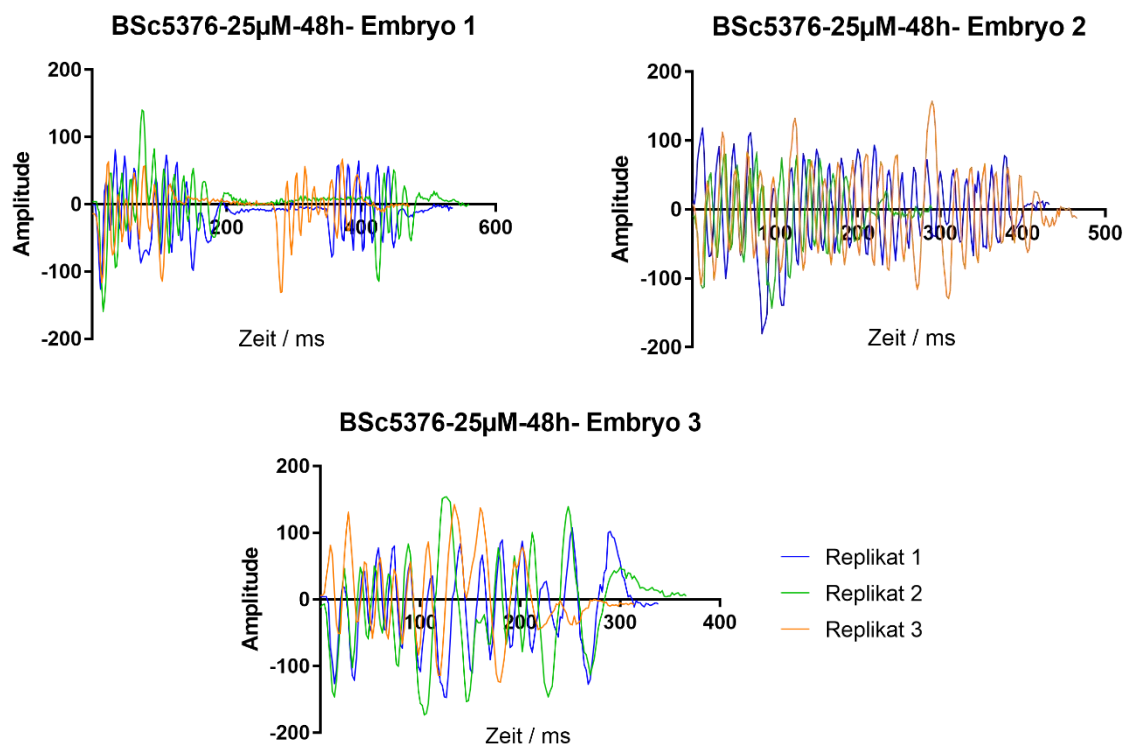 BSc5376-25µM-48h- Embryo 1
200
100
0
-100
-200
Amplitude
200
400
600
Zeit / ms
BSc5376-25µM-48h- Embryo 2
200
100
0
-100
-200
Amplitude
100
200
300
400
500
Zeit / ms
BSc5376-25µM-48h- Embryo 3
200
100
0
-100
-200
Amplitude
100
200
300
400
Zeit / ms
Replikat 1
Replikat 2
Replikat 3